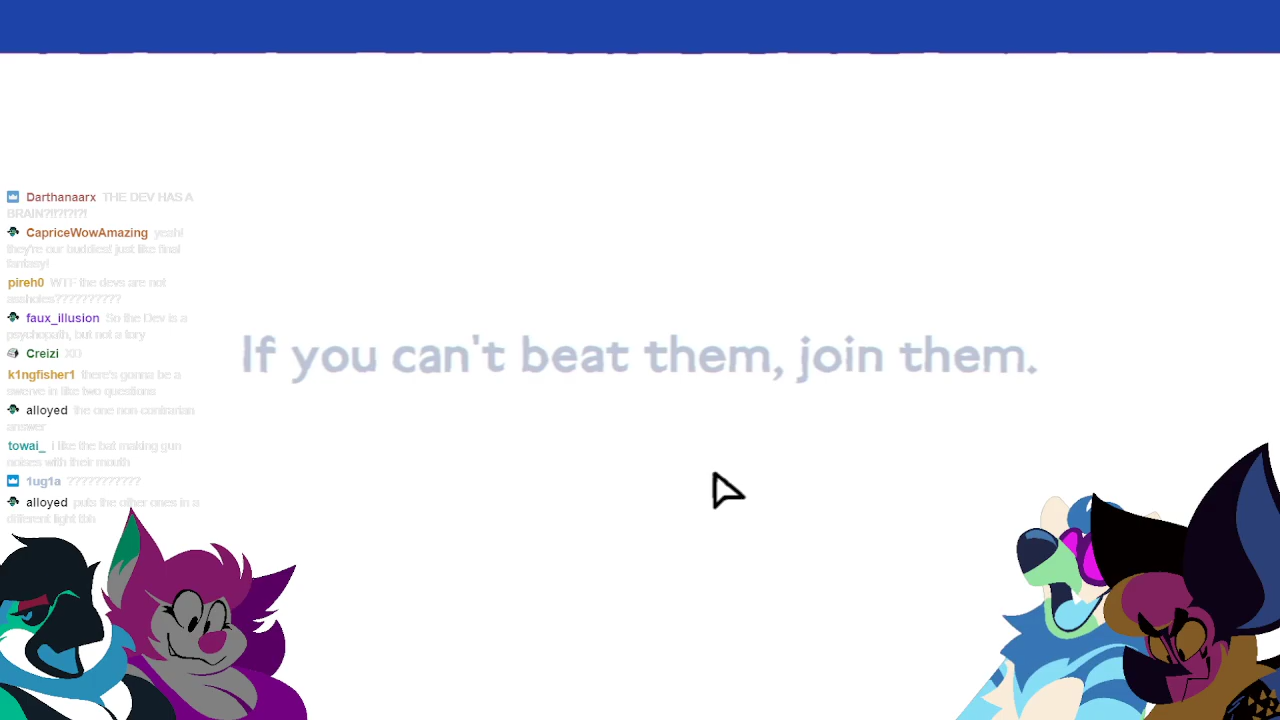 Darthanaarx THE DEV HAS A
BRAIN?!!?!?!?!
CapriceWowAmazing yeah!
they're our buddies! just like final
fantasy!
pireh0 WTF the devs are not
assholes??????????
faux_illusion So the Dev is a
psychopath, but not a tory
Creizi XD
k1ngfisher1 there's gonna be a
swerve in like two questions
alloyed the one non contrarian
answer
towai_ i like the bat making gun
noises with their mouth
1ug1a ???????????
alloyed puts the other ones in a
different light tbh
If you can't beat them, join them.